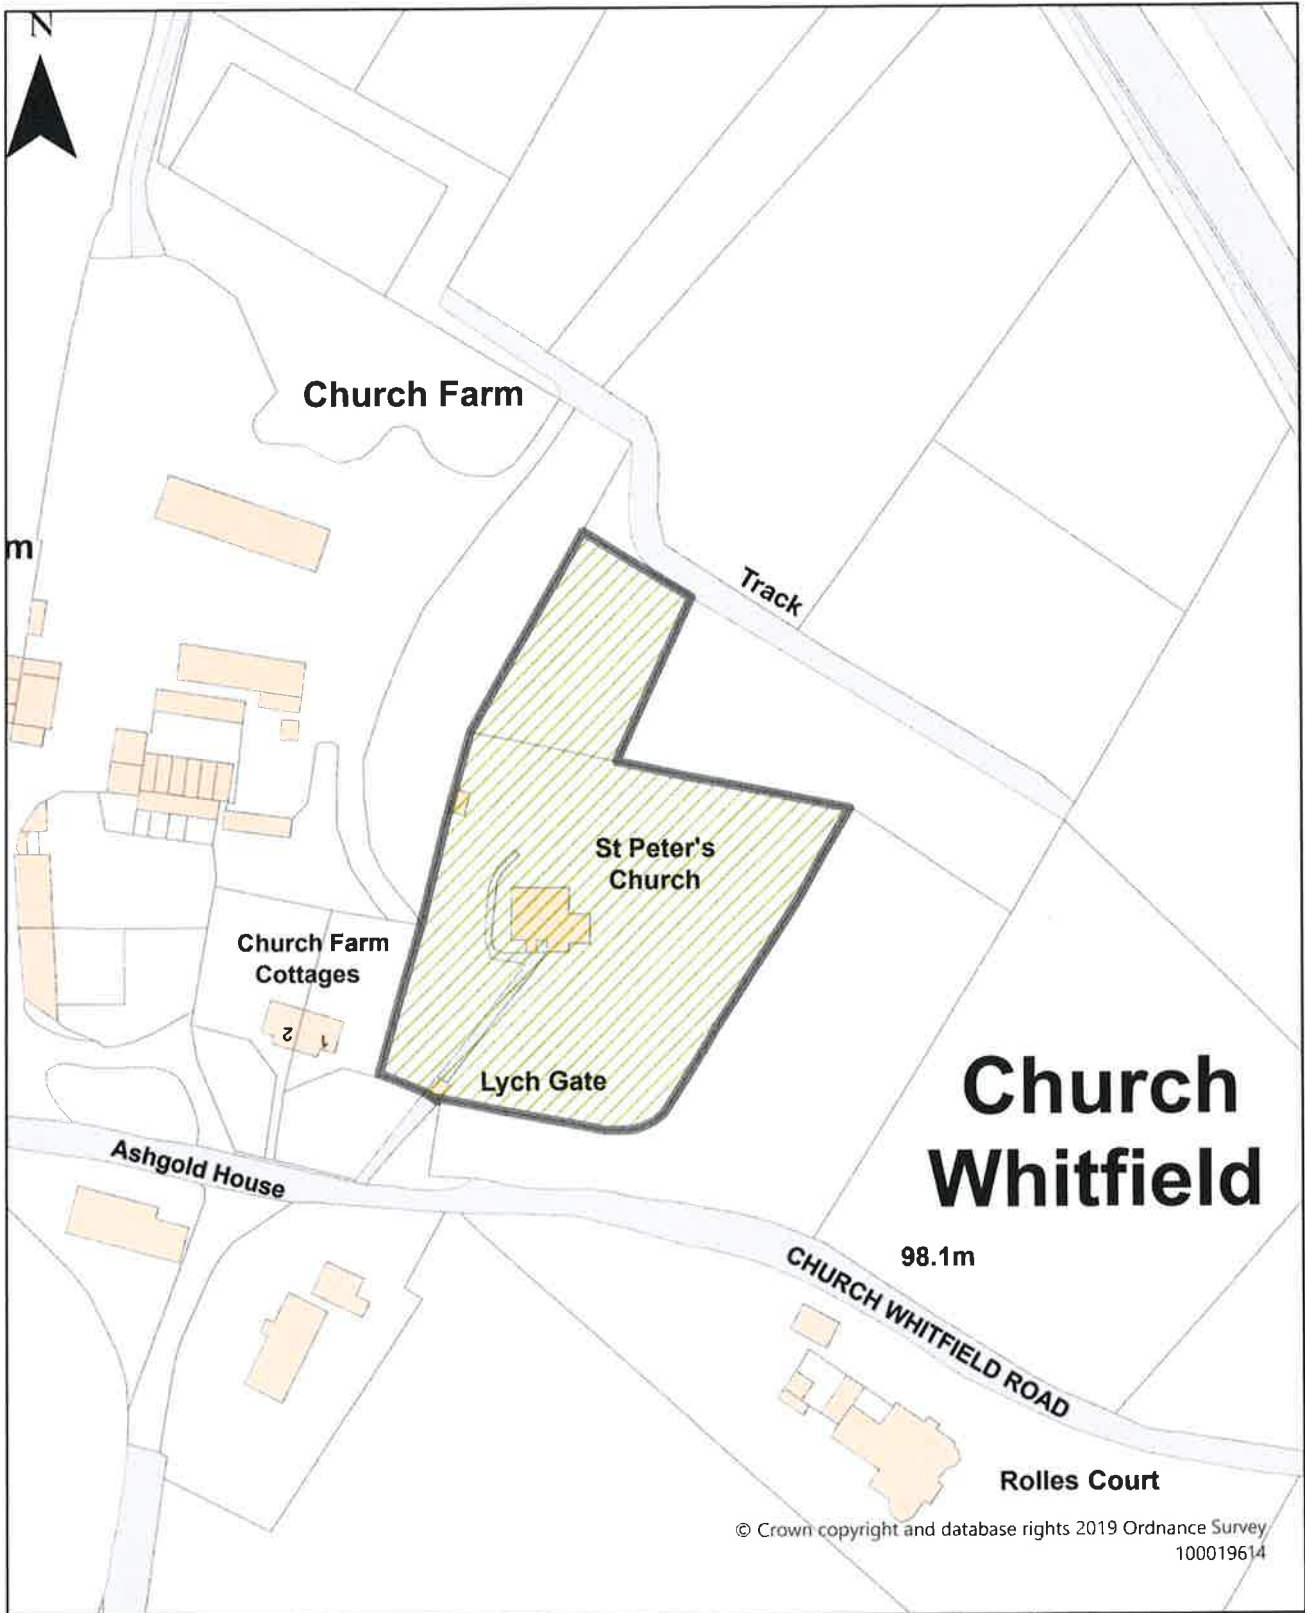 N
Church Farm
m
Track
St Peter's
Church
Church Farm
Cottages
2
1
Lych Gate
Church
Whitfield
Ashgold House
98.1m
CHURCH WHITFIELD ROAD
Rolles Court
© Crown copyright and database rights 2019 Ordnance Survey
100019614